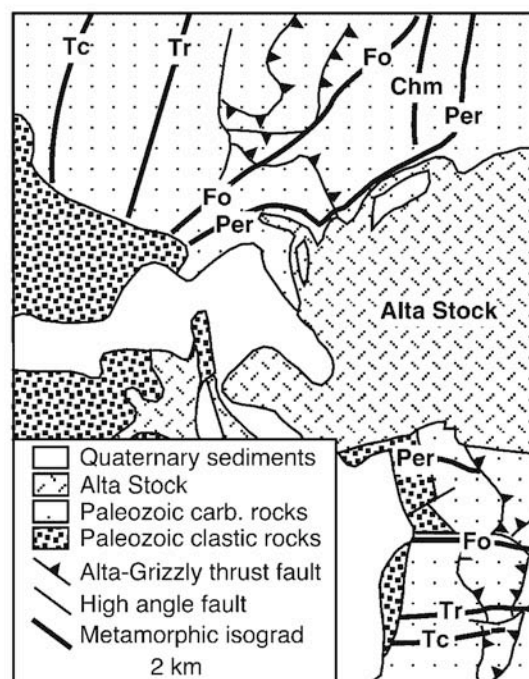 Tc
Tr
Fo
Chm
Per
Fo
Per
Alta Stock
Quaternary sediments
Alta Stock
Paleozoic carb. rocks
Paleozoic clastic rocks
Alta-Grizzly thrust fault
High angle fault
Metamorphic isograd
2 km
Per
Fo
Tr
Tc